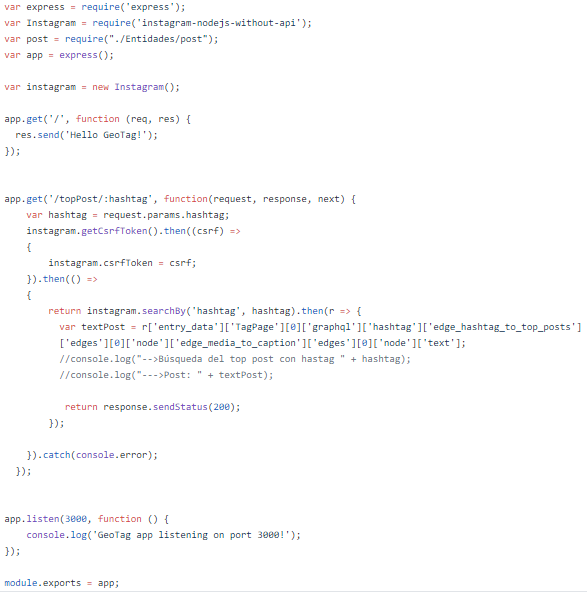 var express = require('express');
var Instagram = require('instagram-nodejs-without-api');
var post = require("./Entidades/post");
var app = express();
var instagram = new Instagram();
app.get('/', function (req, res) {
res.send('Hello GeoTag!');
});
app.get('/topPost/:hashtag', function(request, response, next) {
var hashtag = request.params.hashtag;
instagram.getCsrfToken().then((csrf) =>
{
instagram.csrfToken = csrf;
}).then(() =>
{
return instagram.searchBy('hashtag', hashtag).then(r => {
var textPost = r['entry_data']['TagPage'][0]['graphql']['hashtag']['edge_hashtag_to_top_posts']
['edges'][0]['node']['edge_media_to_caption']['edges'][0]['node']['text'];
//console.log("-->Búsqueda del top post con hastag " + hashtag);
//console.log("--->Post: " + textPost);
return response.sendStatus(200);
});
}).catch(console.error);
});
app.listen(3000, function () {
console.log('GeoTag app listening on port 3000!');
});
module.exports = app;